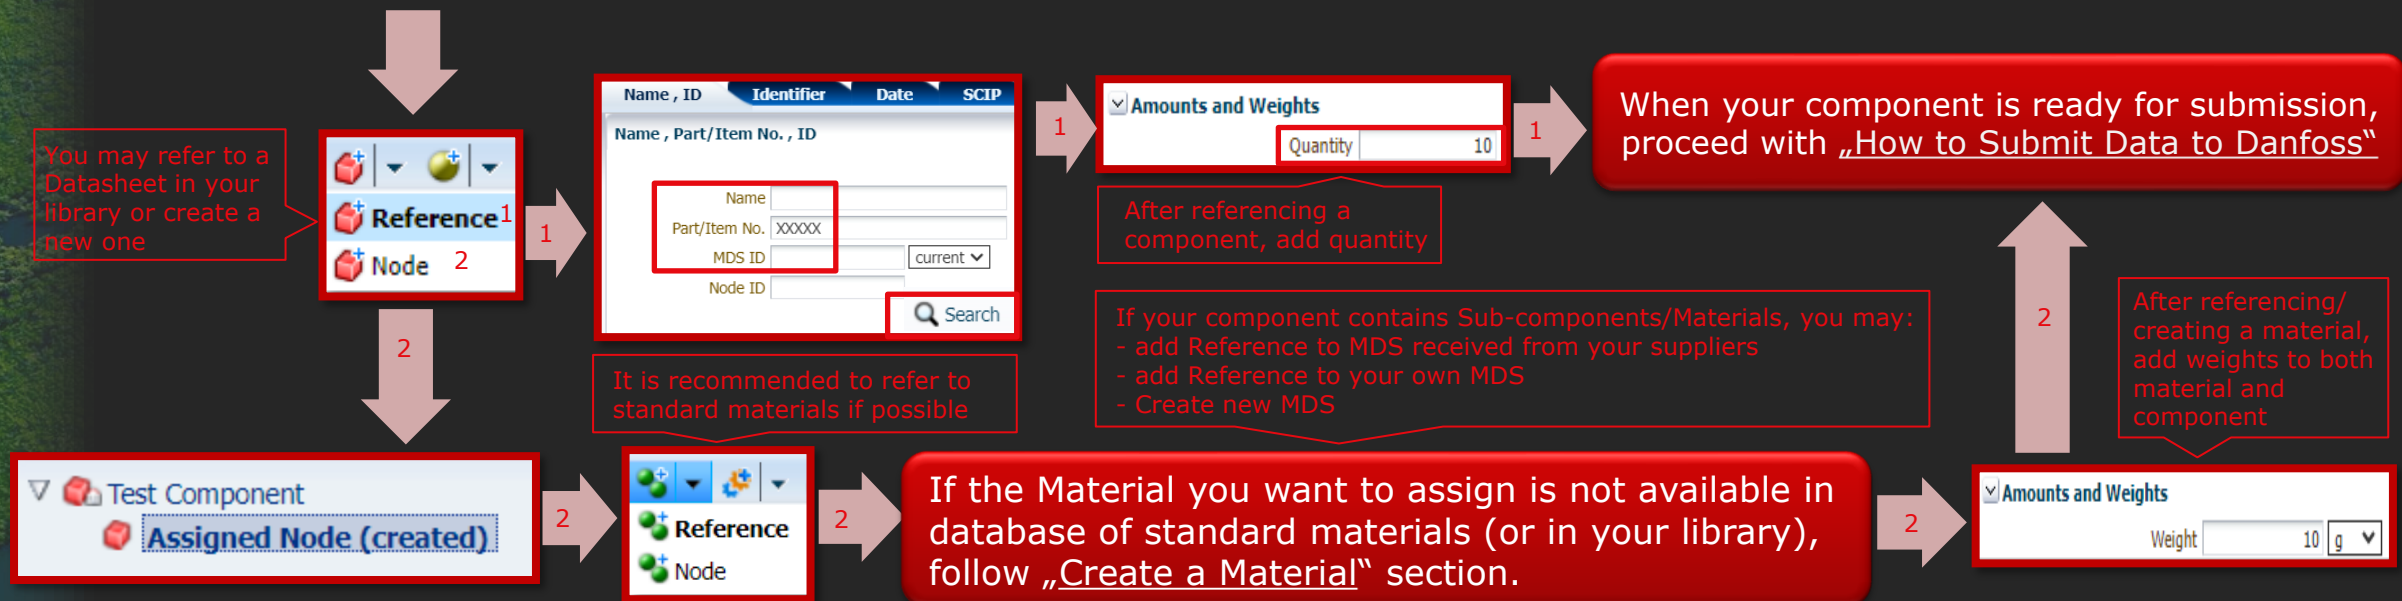 You may refer to a
Datasheet in your
library or create a
new one
Reference 1
Node 2
1
Name , ID Identifier Date SCIP
Name , Part/Item No. , ID
Name
Part/Item No. XXXXX
MDS ID current
Node ID
Search
1
Amounts and Weights
Quantity 10
1
When your component is ready for submission,
proceed with „How to Submit Data to Danfoss“
After referencing a
component, add quantity
2
It is recommended to refer to
standard materials if possible
If your component contains Sub-components/Materials, you may:
- add Reference to MDS received from your suppliers
- add Reference to your own MDS
- Create new MDS
2
After referencing/
creating a material,
add weights to both
material and
component
Test Component
Assigned Node (created)
2
Reference
Node
2
If the Material you want to assign is not available in
database of standard materials (or in your library),
follow „Create a Material“ section.
2
Amounts and Weights
Weight 10 g